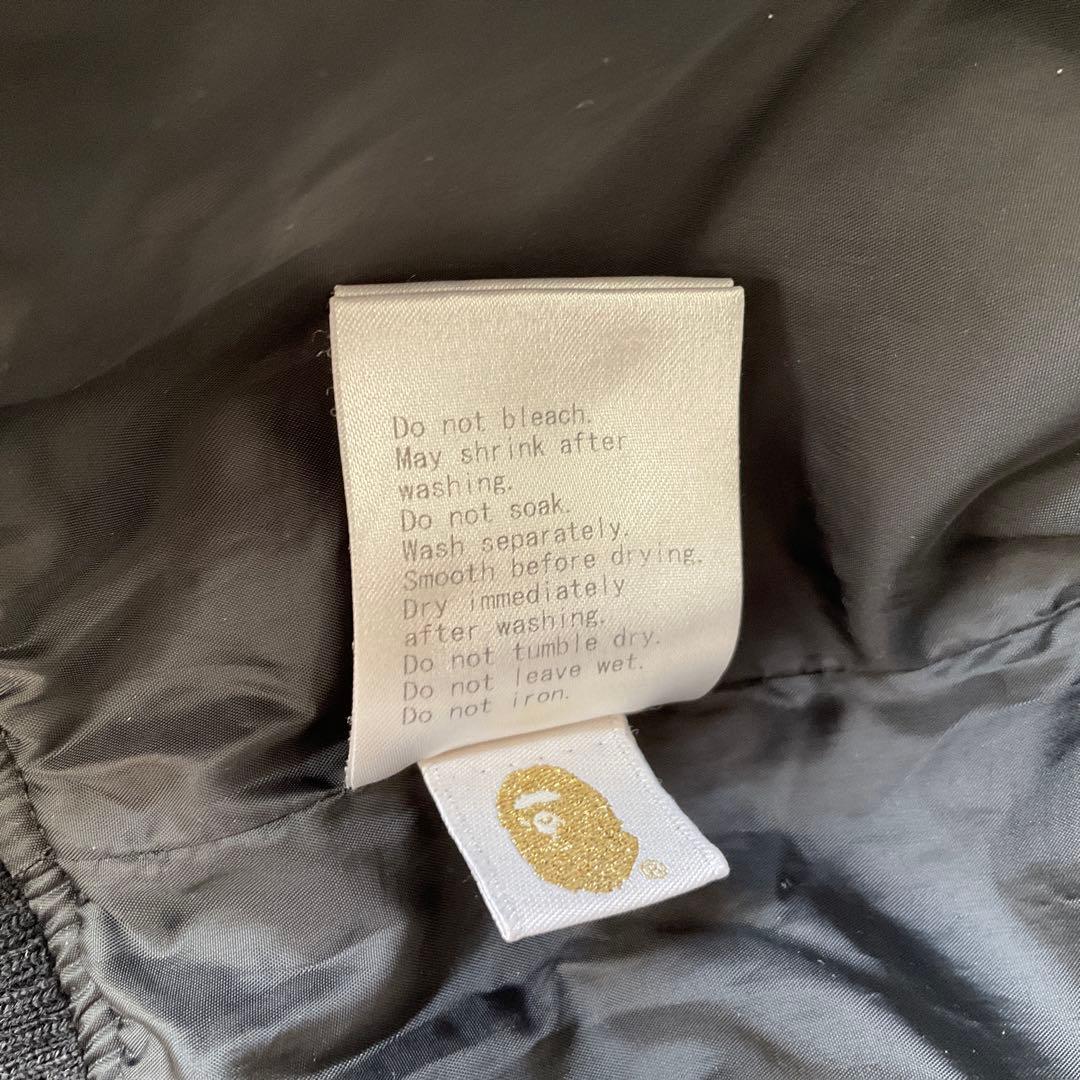 Do not bleach.
May shrink after
washing.
Do not soak.
Wash separately.
Smooth before drying.
Dry immediately
after washing.
Do not tumble dry.
Do not leave wet.
Do not iron.
®